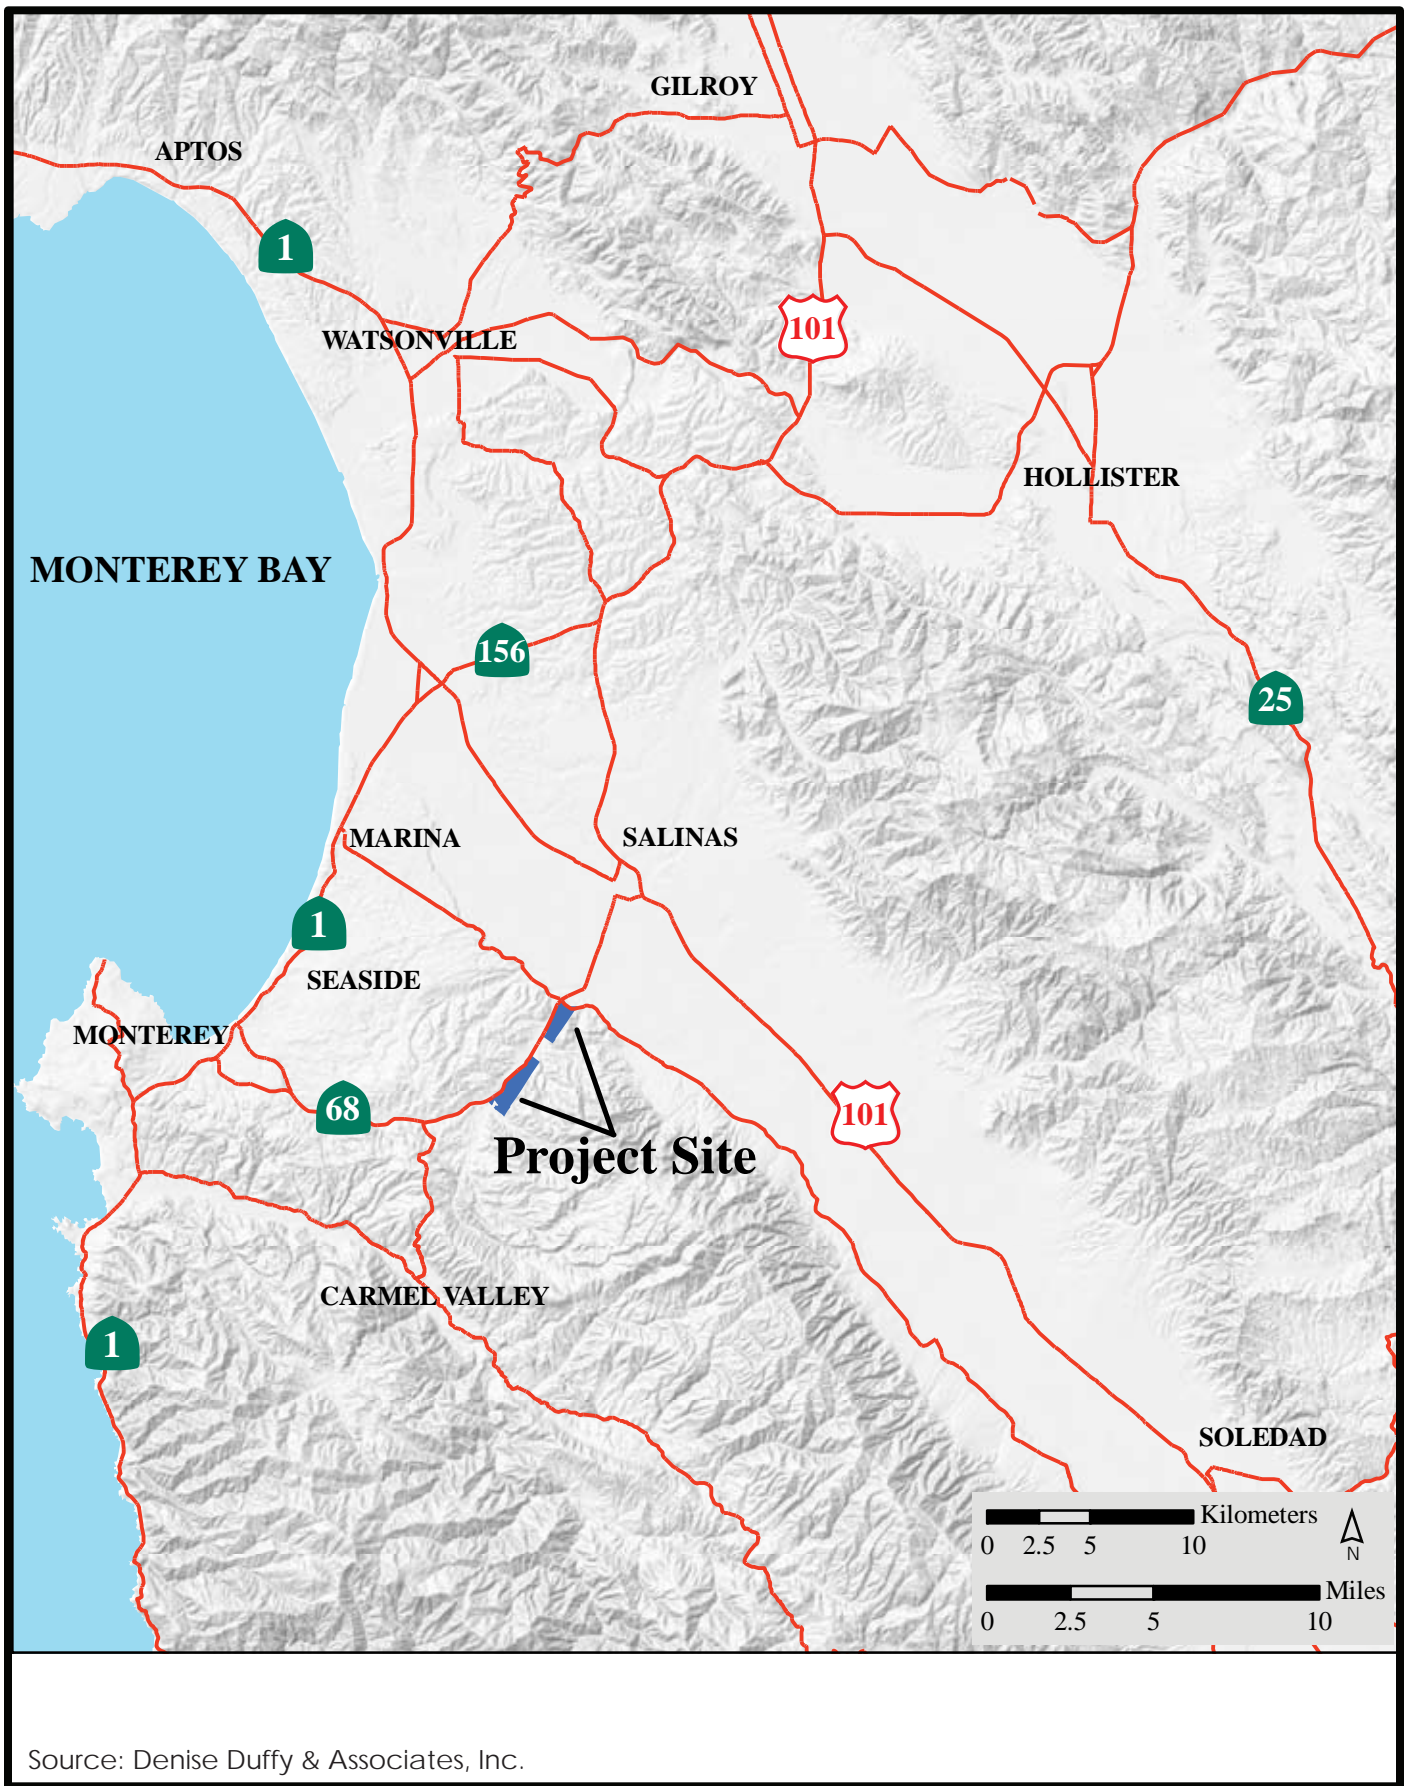 GILROY
APTOS
1
101
WATSONVILLE
HOLLISTER
MONTEREY BAY
156
25
MARINA
SALINAS
1
SEASIDE
MONTEREY
68
101
Project Site
CARMEL VALLEY
1
SOLEDAD
Kilometers
0 2.5 5 10
N
Miles
0 2.5 5 10
Source: Denise Duffy & Associates, Inc.